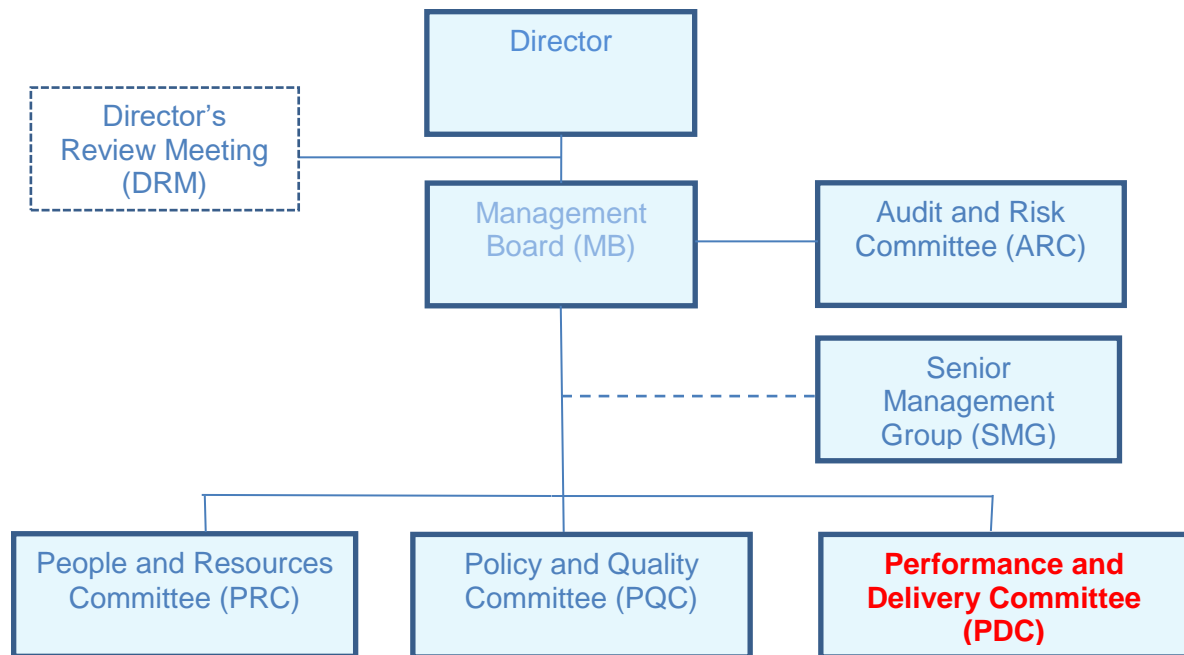 Director
Director’s
Review Meeting
(DRM)
Management
Board (MB)
Audit and Risk
Committee (ARC)
Senior
Management
Group (SMG)
People and Resources
Committee (PRC)
Policy and Quality
Committee (PQC)
Performance and
Delivery Committee
(PDC)